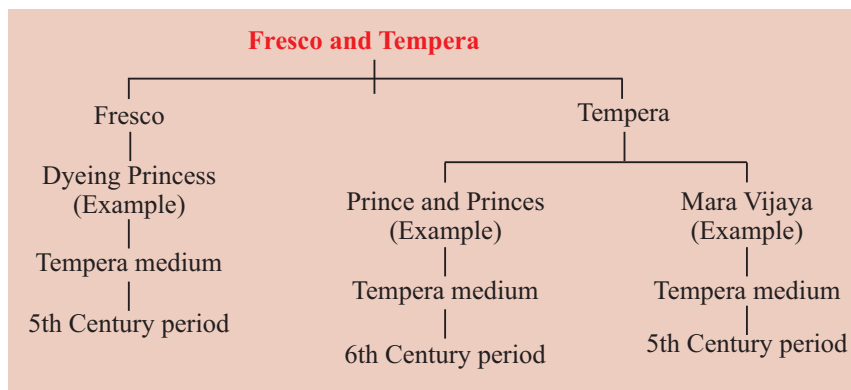 Fresco and Tempera
Fresco
Tempera
Dyeing Princess
(Example)
Prince and Princes
(Example)
Mara Vijaya
(Example)
Tempera medium
Tempera medium
Tempera medium
5th Century period
6th Century period
5th Century period